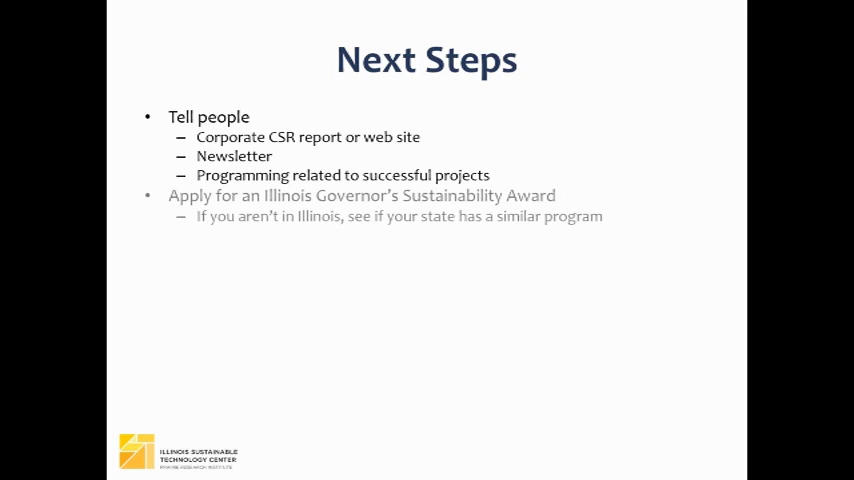 Next Steps
• Tell people
– Corporate CSR report or web site
– Newsletter
– Programming related to successful projects
• Apply for an Illinois Governor's Sustainability Award
– If you aren't in Illinois, see if your state has a similar program
ILLINOIS SUSTAINABLE
TECHNOLOGY CENTER
PRAIRIE RESEARCH INSTITUTE